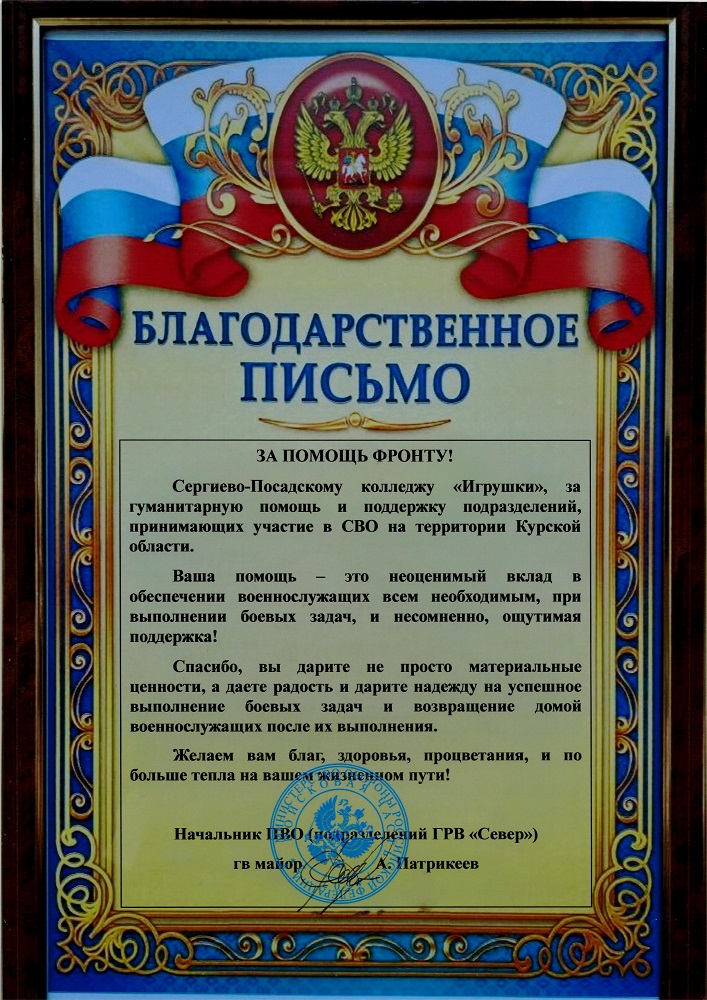 БЛАГОДАРСТВЕННОЕ
ПИСЬМО
ЗА ПОМОЩЬ ФРОНТУ!
Сергиево-Посадскому колледжу «Игрушки», за
гуманитарную помощь и поддержку подразделений,
принимающих участие в СВО на территории Курской
области.
Ваша помощь – это неоценимый вклад в
обеспечении военнослужащих всем необходимым, при
выполнении боевых задач, и несомненно, ощутимая
поддержка!
Спасибо, вы дарите не просто материальные
ценности, а даете радость и дарите надежду на успешное
выполнение боевых задач и возвращение домой
военнослужащих после их выполнения.
Желаем вам благ, здоровья, процветания, и по
больше тепла на вашем жизненном пути!
Начальник ПВО (подразделений ГРВ «Север»)
гв майор А. Патрикеев